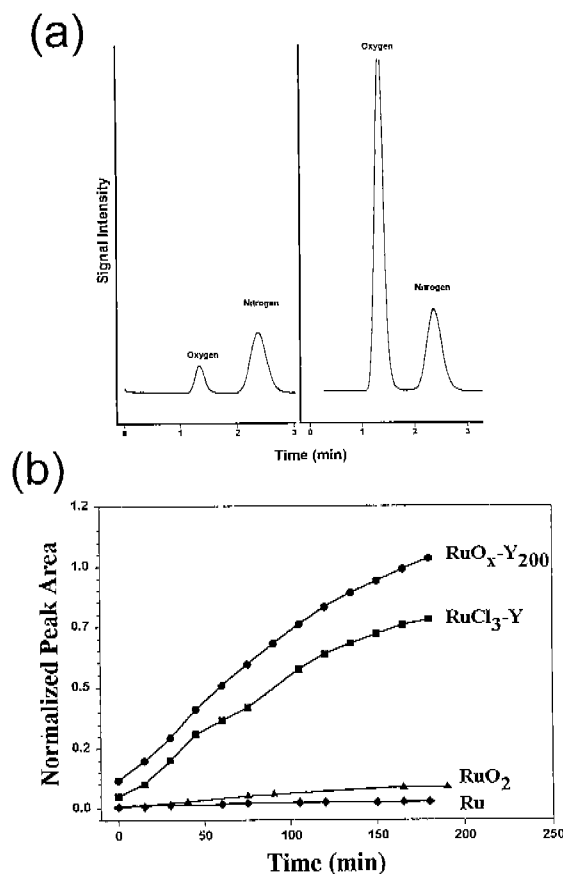 (a)
Signal Intensity
Oxygen
Nitrogen
0 1 2 3
Oxygen
Nitrogen
0 1 2 3
Time (min)
(b)
Normalized Peak Area
1.2
1.0
0.7
0.5
0.2
0.0
RuOₓ-Y₂₀₀
RuCl₃-Y
RuO₂
Ru
0 50 100 150 200 250
Time (min)